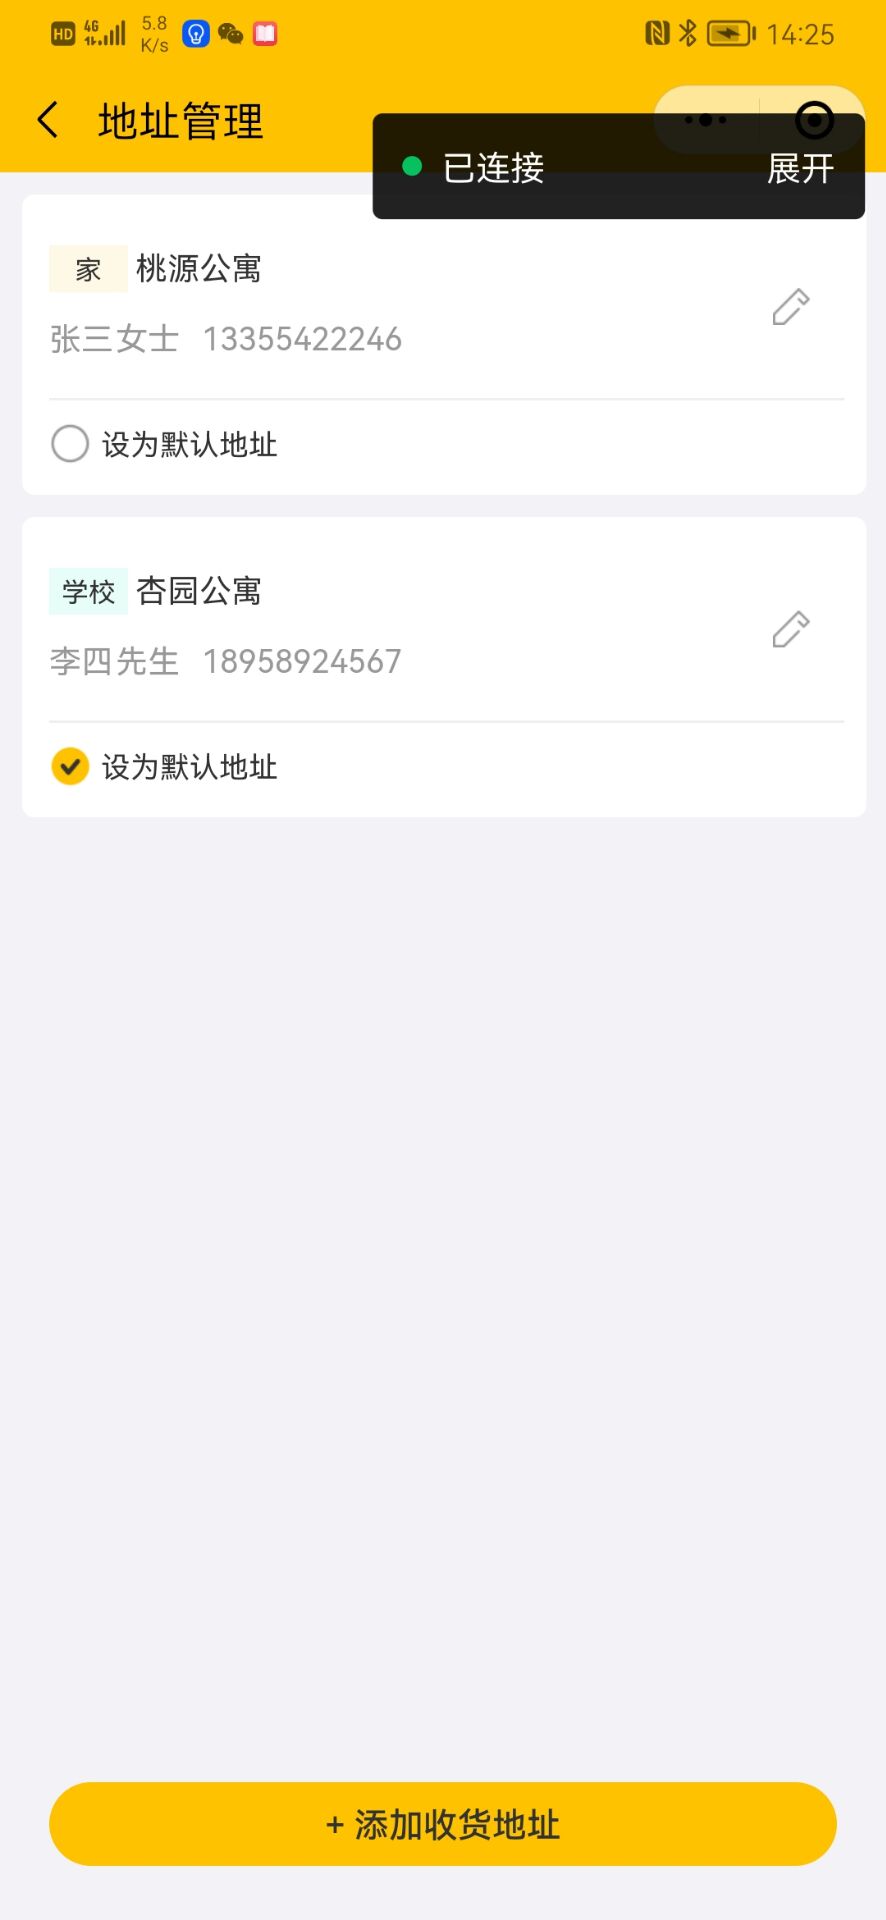 HD 4G 5.8 K/s 14:25
地址管理
已连接 展开
家 桃源公寓
张三女士 13355422246
设为默认地址
学校 杏园公寓
李四先生 18958924567
设为默认地址
+ 添加收货地址